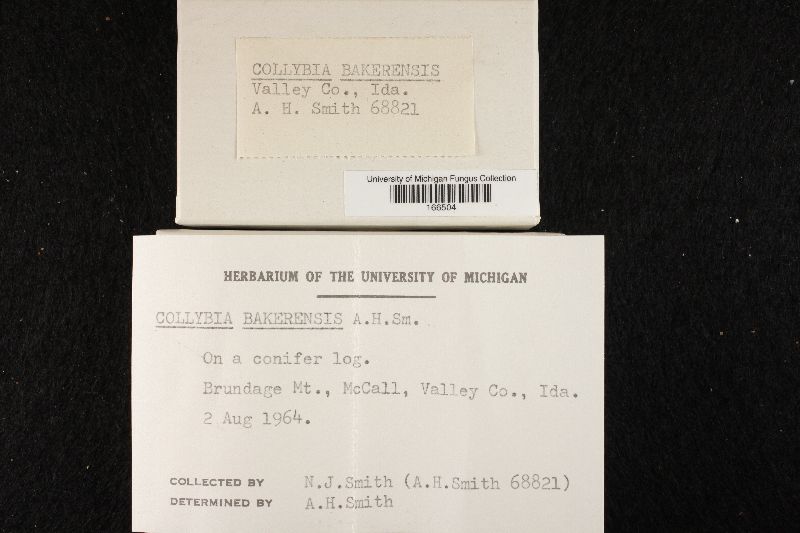 COLLYBIA BAKERENSIS
Valley Co., Ida.
A. H. Smith 68821
University of Michigan Fungus Collection
166504
HERBARIUM OF THE UNIVERSITY OF MICHIGAN
COLLYBIA BAKERENSIS A.H.Sm.
On a conifer log.
Brundage Mt., McCall, Valley Co., Ida.
2 Aug 1964.
COLLECTED BY N.J.Smith (A.H.Smith 68821)
DETERMINED BY A.H.Smith